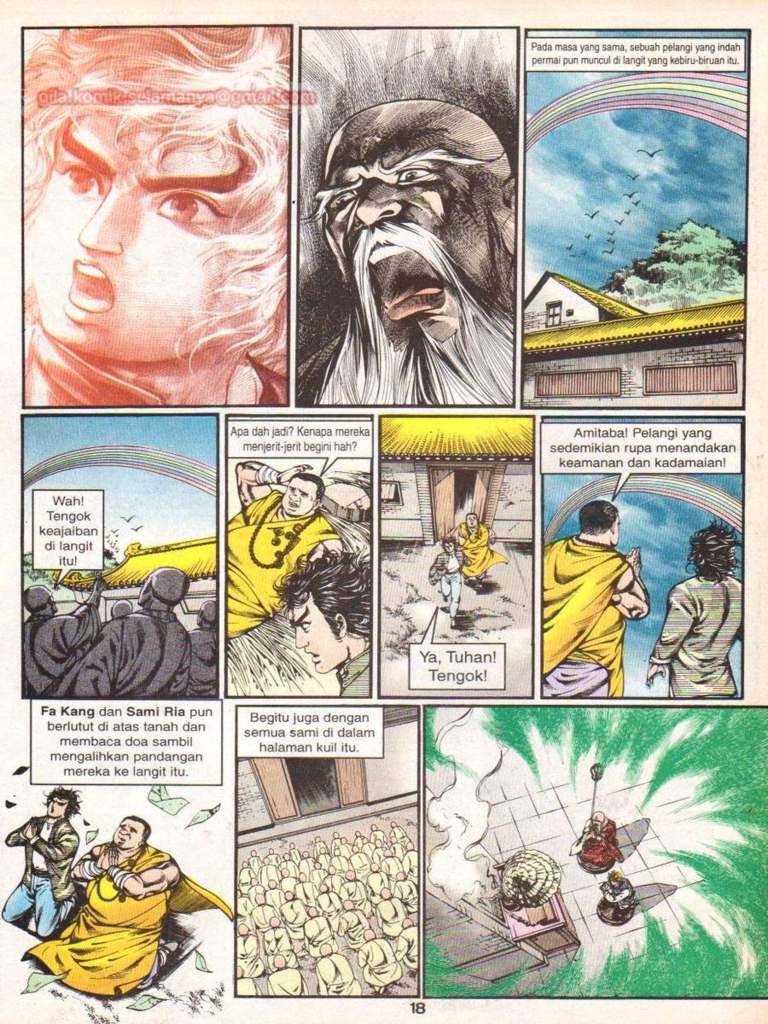 Pada masa yang sama, sebuah pelangi yang indah
permai pun muncul di langit yang kebiru-biruan itu.
Wah!
Tengok
keajaiban
di langit
itu!
Apa dah jadi? Kenapa mereka
menjerit-jerit begini hah?
Ya, Tuhan!
Tengok!
Amitaba! Pelangi yang
sedemikian rupa menandakan
keamanan dan kadamaian!
Fa Kang dan Sami Ria pun
berlutut di atas tanah dan
membaca doa sambil
mengalihkan pandangan
mereka ke langit itu.
Begitu juga dengan
semua sami di dalam
halaman kuil itu.
18